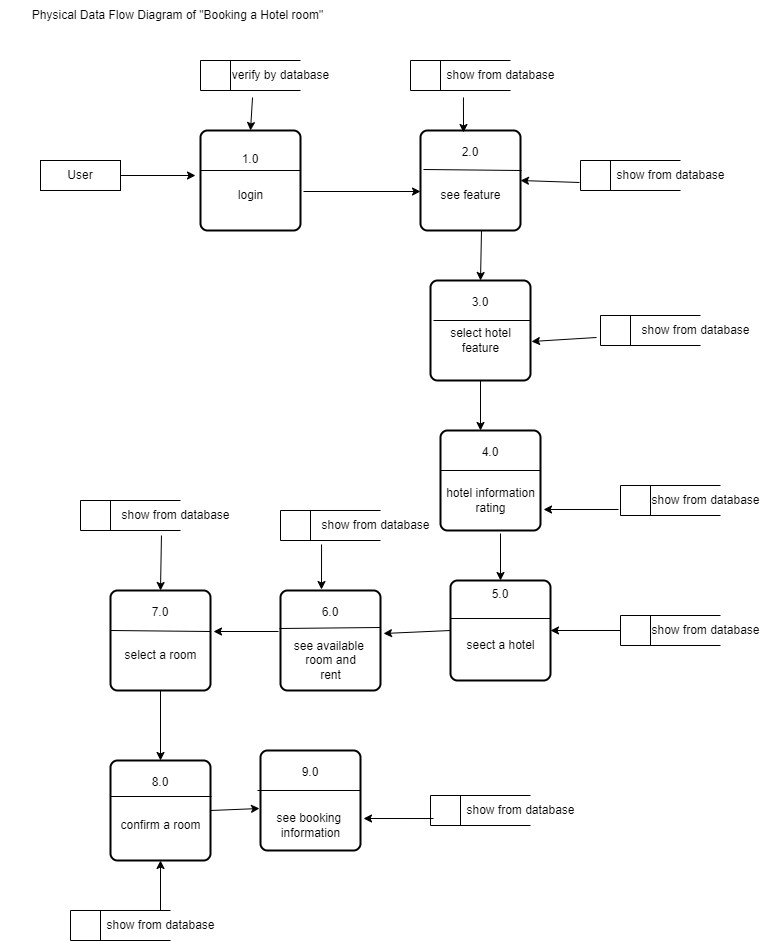 Physical Data Flow Diagram of "Booking a Hotel room"
verify by database
show from database
1.0
2.0
User
login
see feature
show from database
3.0
select hotel
feature
show from database
4.0
hotel information
rating
show from database
show from database
show from database
7.0
6.0
5.0
select a room
see available
room and
rent
seect a hotel
show from database
8.0
9.0
confirm a room
see booking
information
show from database
show from database